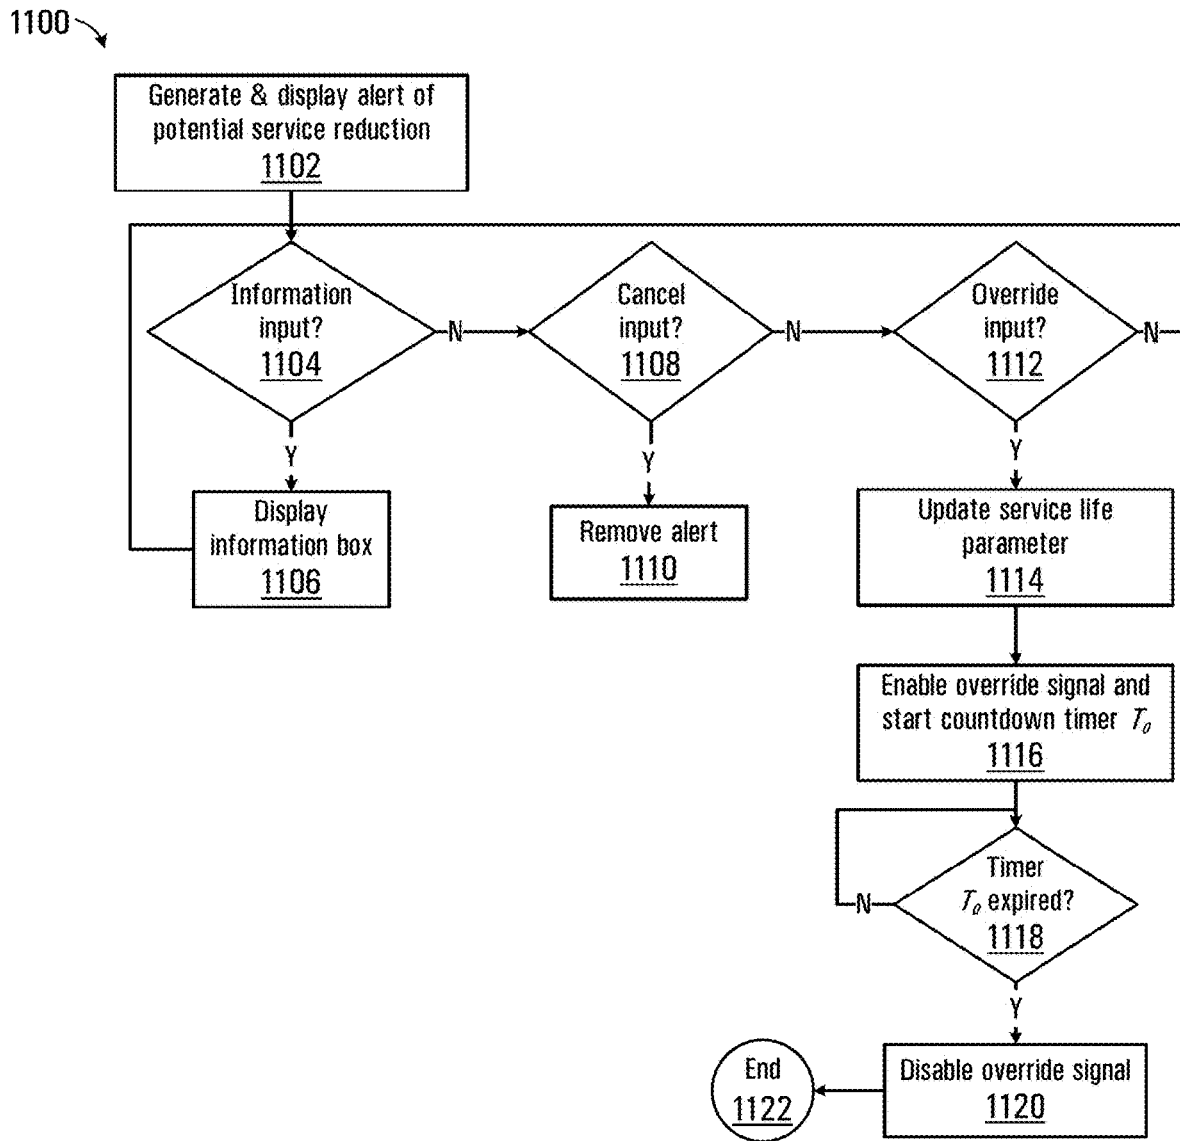 1100
Generate & display alert of
potential service reduction
1102
Information
input?
1104
N
Cancel
input?
1108
N
Override
input?
1112
N
Y
Y
Y
Display
information box
1106
Remove alert
1110
Update service life
parameter
1114
Enable override signal and
start countdown timer T₀
1116
Timer
T₀ expired?
1118
N
Y
Disable override signal
1120
End
1122